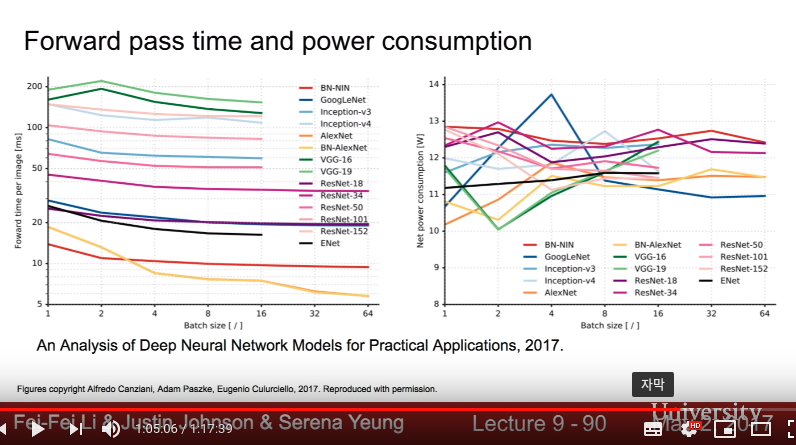 Forward pass time and power consumption
200
100
50
20
10
5
Forward time per image [ms]
1 2 4 8 16 32 64
Batch size [ / ]
BN-NIN
GoogLeNet
Inception-v3
Inception-v4
AlexNet
BN-AlexNet
VGG-16
VGG-19
ResNet-18
ResNet-34
ResNet-50
ResNet-101
ResNet-152
ENet
14
13
12
11
10
9
8
Net power consumption [W]
1 2 4 8 16 32 64
Batch size [ / ]
BN-NIN BN-AlexNet ResNet-50
GoogLeNet VGG-16 ResNet-101
Inception-v3 VGG-19 ResNet-152
Inception-v4 ResNet-18 ENet
AlexNet ResNet-34
An Analysis of Deep Neural Network Models for Practical Applications, 2017.
Figures copyright Alfredo Canziani, Adam Paszke, Eugenio Culurciello, 2017. Reproduced with permission.
자막
University
Fei-Fei Li & Justin Johnson & Serena Yeung Lecture 9 - 90 2017
1:05:06 / 1:17:39
HD